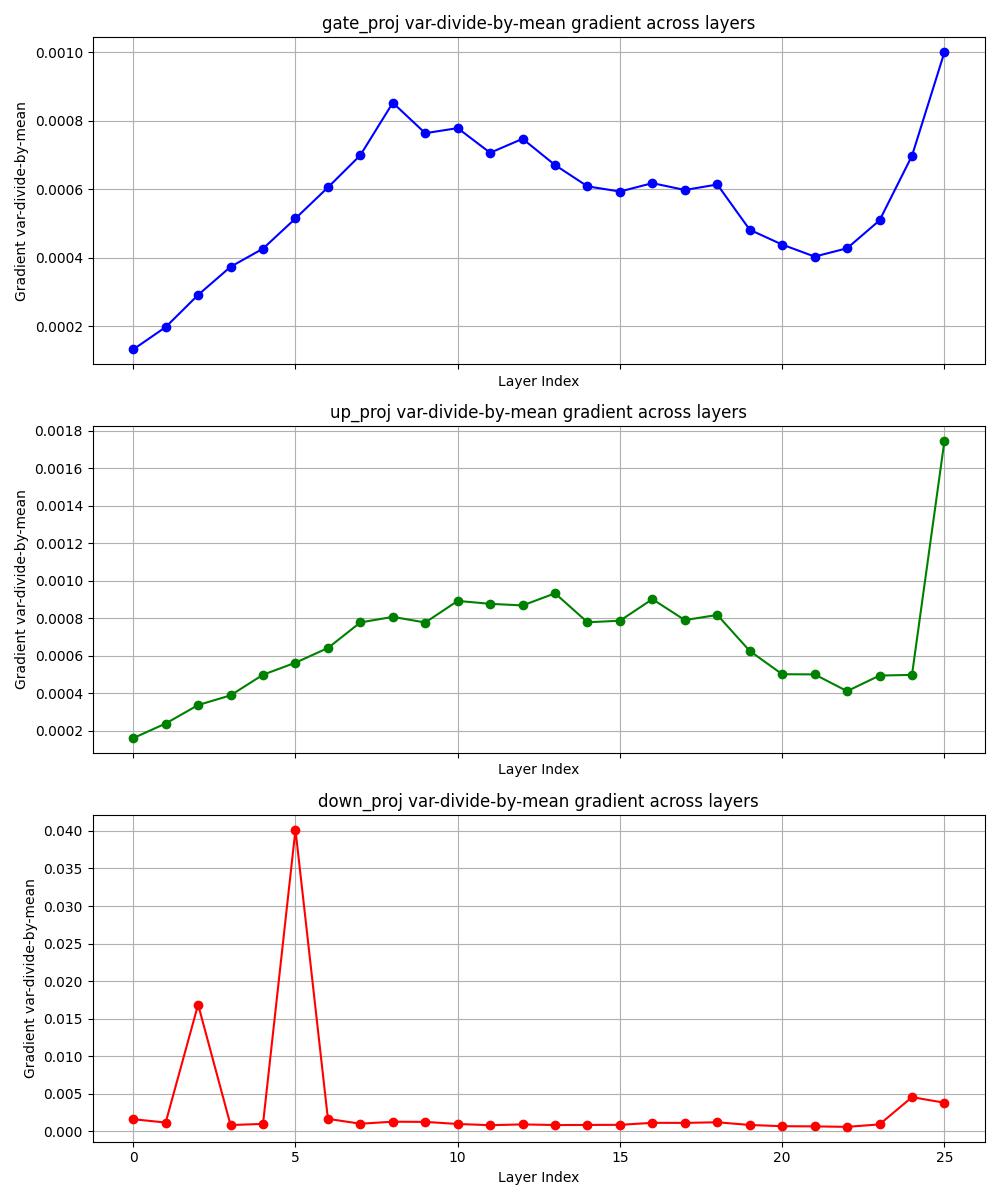 gate_proj var-divide-by-mean gradient across layers
0.0010
0.0008
0.0006
0.0004
0.0002
Gradient var-divide-by-mean
Layer Index
up_proj var-divide-by-mean gradient across layers
0.0018
0.0016
0.0014
0.0012
0.0010
0.0008
0.0006
0.0004
0.0002
Gradient var-divide-by-mean
Layer Index
down_proj var-divide-by-mean gradient across layers
0.040
0.035
0.030
0.025
0.020
0.015
0.010
0.005
0.000
Gradient var-divide-by-mean
0 5 10 15 20 25
Layer Index